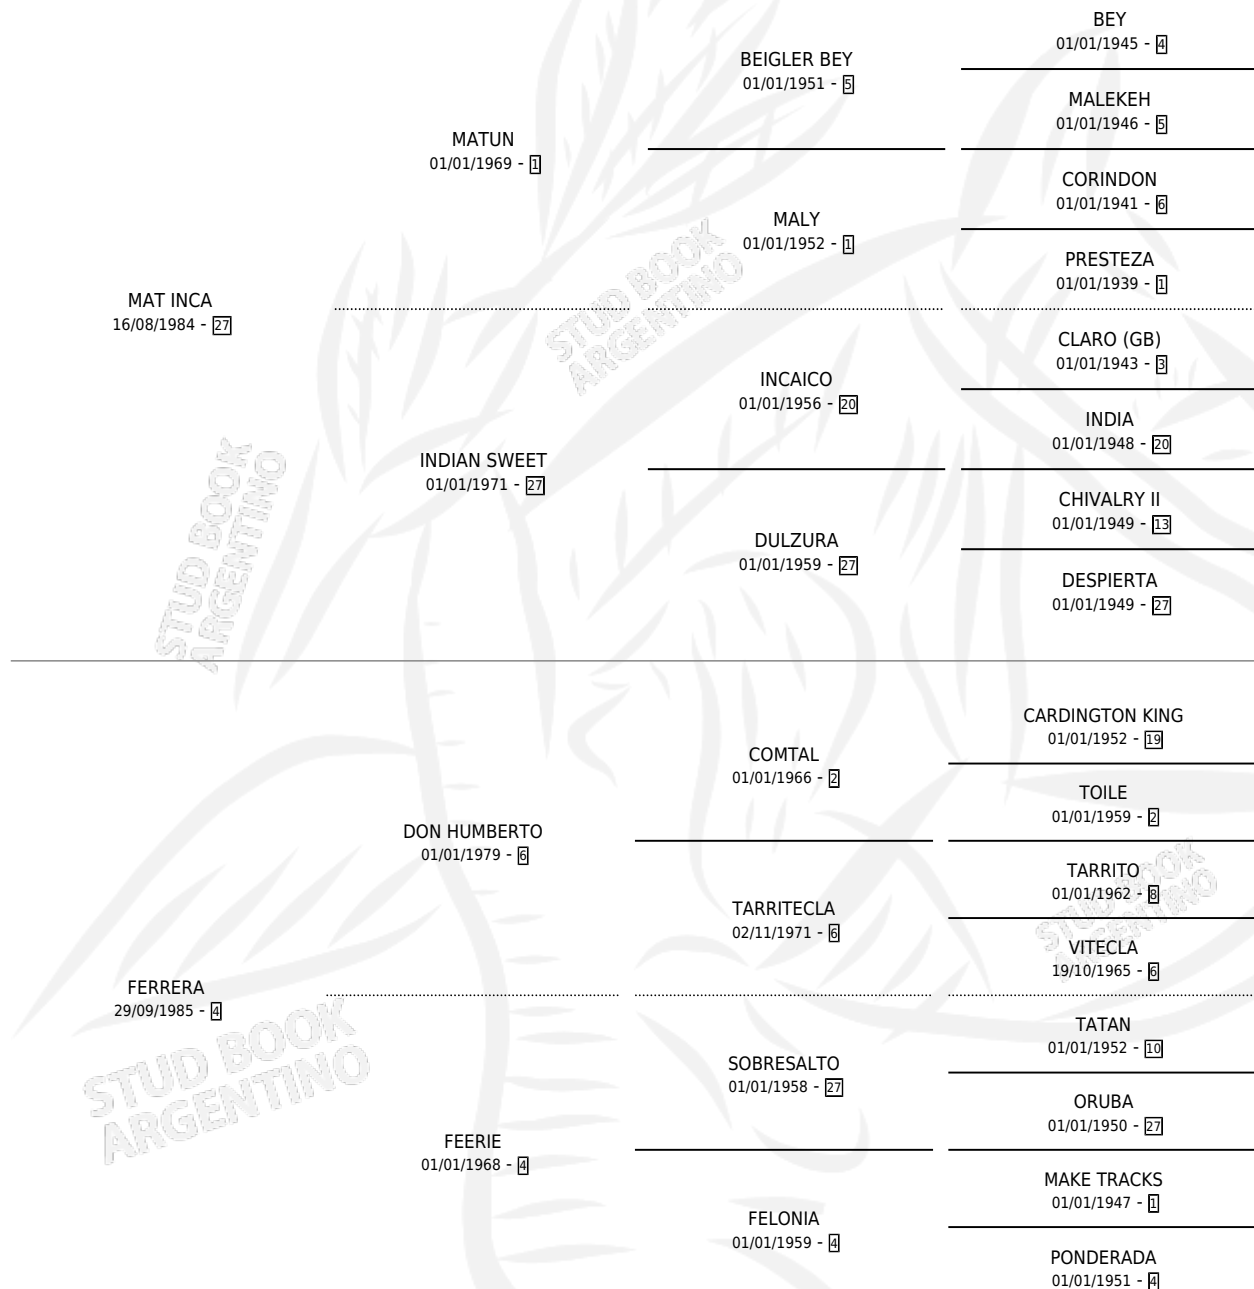 BEY
01/01/1945 - 4
BEIGLER BEY
01/01/1951 - 5
MALEKEH
01/01/1946 - 5
MATUN
01/01/1969 - 1
CORINDON
01/01/1941 - 6
MALY
01/01/1952 - 1
PRESTEZA
01/01/1939 - 1
MAT INCA
16/08/1984 - 27
STUD BOOK
ARGENTINO
CLARO (GB)
01/01/1943 - 3
INCAICO
01/01/1956 - 20
INDIA
01/01/1948 - 20
INDIAN SWEET
01/01/1971 - 27
CHIVALRY II
01/01/1949 - 13
DULZURA
01/01/1959 - 27
DESPIERTA
01/01/1949 - 27
STUD BOOK
ARGENTINO
CARDINGTON KING
01/01/1952 - 19
COMTAL
01/01/1966 - 2
TOILE
01/01/1959 - 2
DON HUMBERTO
01/01/1979 - 6
TARRITO
01/01/1962 - 8
TARRITECLA
02/11/1971 - 6
VITECLA
19/10/1965 - 6
STUD BOOK
ARGENTINO
FERRERA
29/09/1985 - 4
TATAN
01/01/1952 - 10
SOBRESALTO
01/01/1958 - 27
ORUBA
01/01/1950 - 27
STUD BOOK
ARGENTINO
FEERIE
01/01/1968 - 4
MAKE TRACKS
01/01/1947 - 1
FELONIA
01/01/1959 - 4
PONDERADA
01/01/1951 - 4